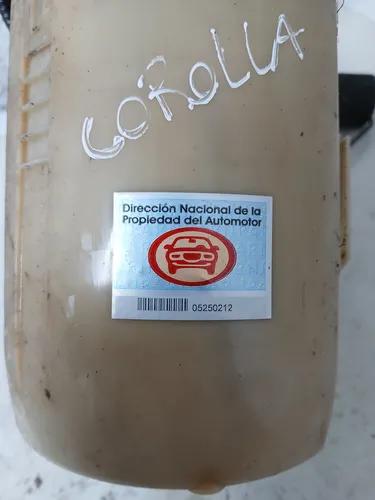 COROLLA
Dirección Nacional de la
Propiedad del Automotor
05250212